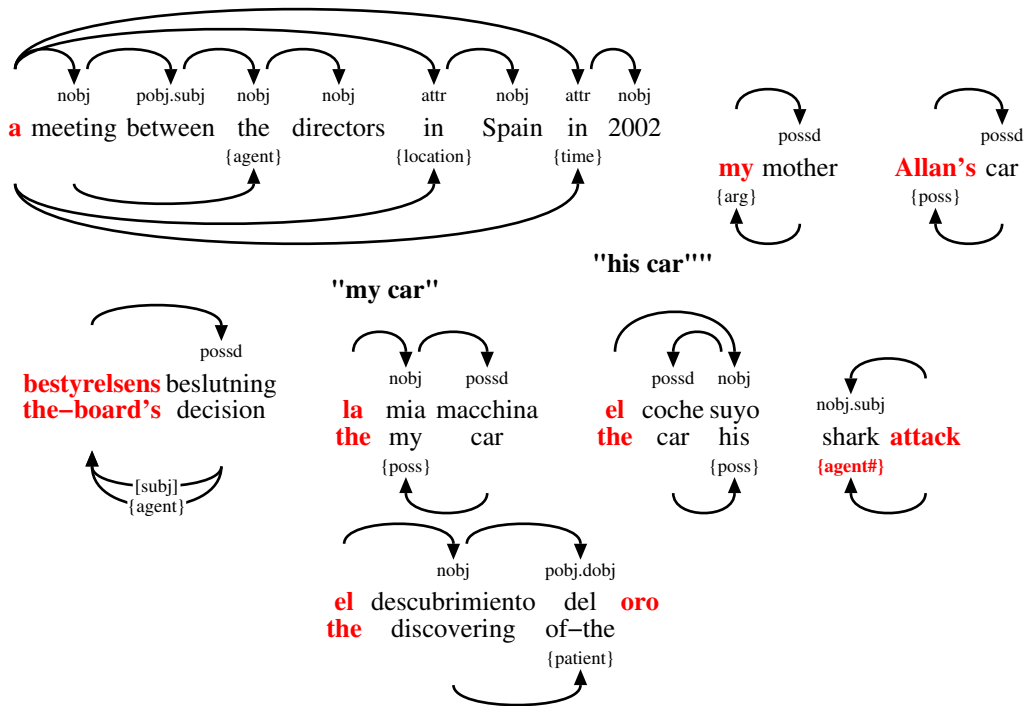 nobj pobj.subj nobj nobj attr nobj attr nobj
a meeting between the directors in Spain in 2002
{agent} {location} {time}
possd
my mother
{arg}
possd
Allan's car
{poss}
possd
bestyrelsens beslutning
the−board's decision
[subj]
{agent}
"my car"
nobj possd
la mia macchina
the my car
{poss}
"his car""
possd nobj
el coche suyo
the car his
{poss}
nobj.subj
shark attack
{agent#}
nobj pobj.dobj
el descubrimiento del oro
the discovering of−the
{patient}